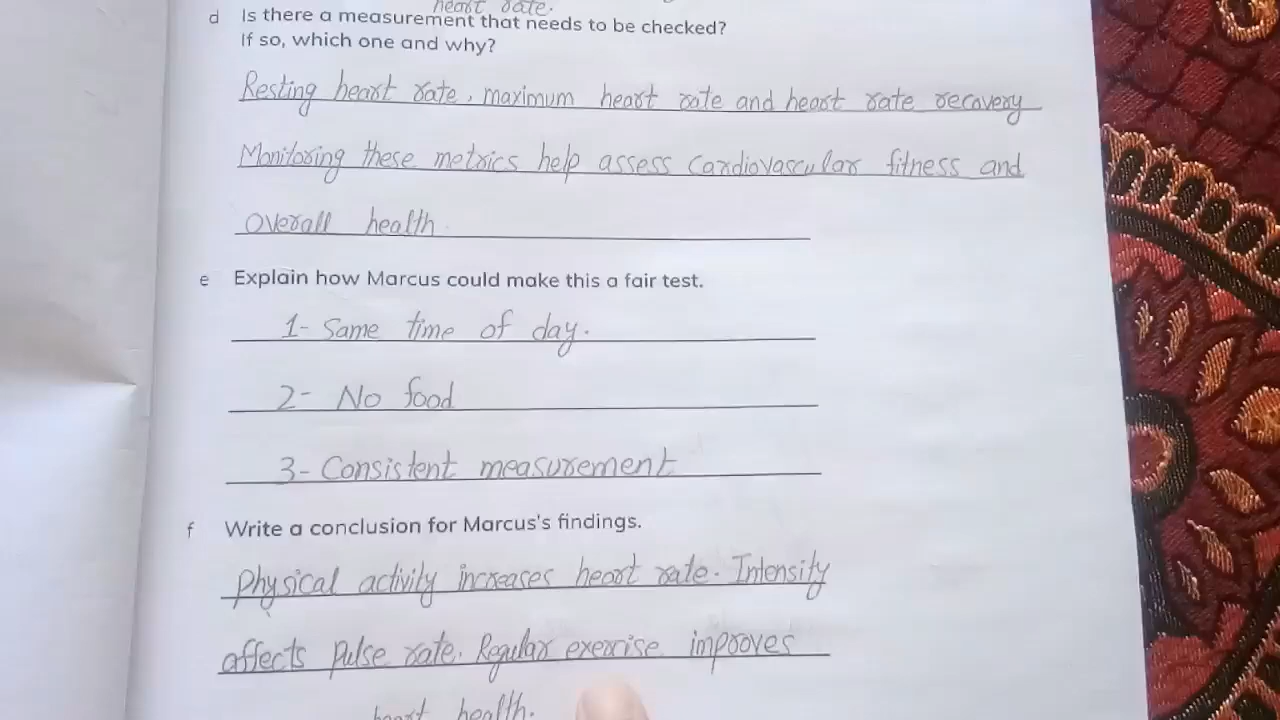 heart rate.
d Is there a measurement that needs to be checked?
If so, which one and why?
Resting heart rate, maximum heart rate and heart rate recovery
Monitoring these metrics help assess cardiovascular fitness and
overall health
e Explain how Marcus could make this a fair test.
1- Same time of day.
2- No food
3- Consistent measurement
f Write a conclusion for Marcus's findings.
Physical activity increases heart rate. Intensity
affects pulse rate. Regular exercise improves
heart health.